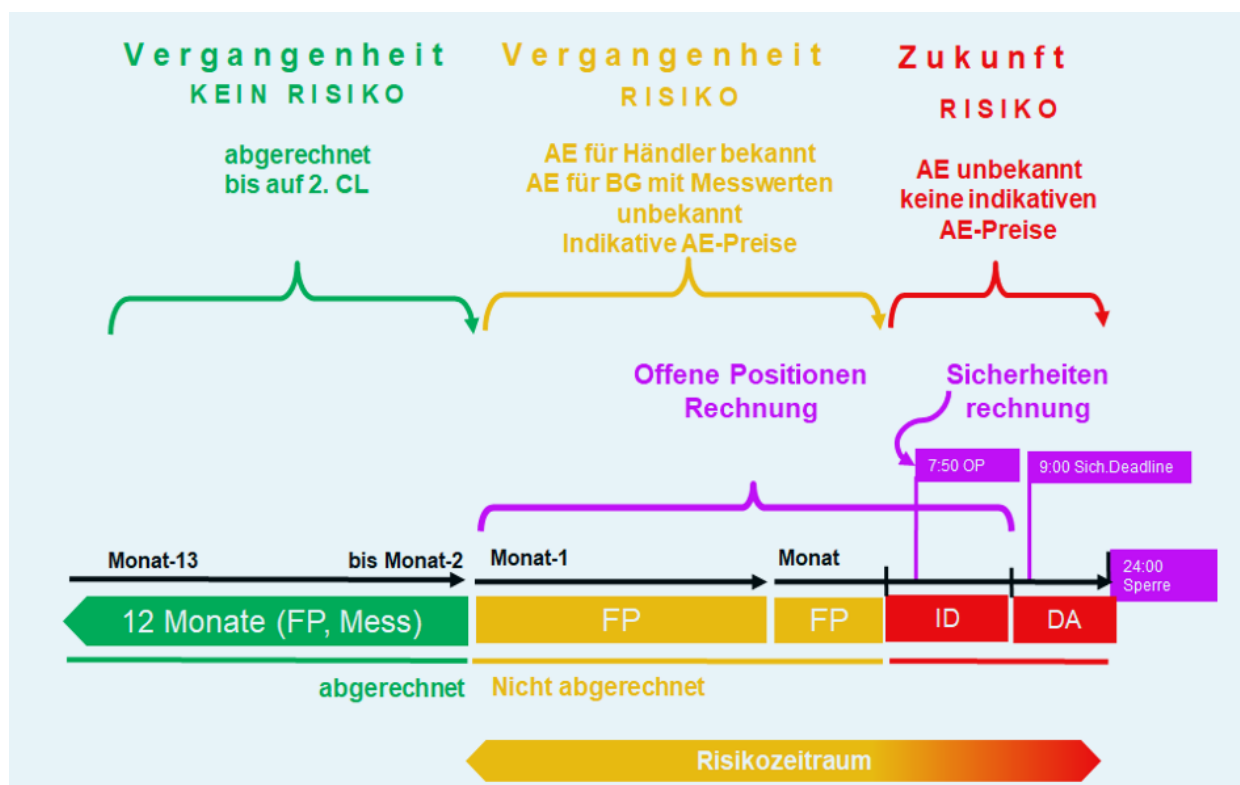 Vergangenheit
KEIN RISIKO
abgerechnet
bis auf 2. CL
Vergangenheit
RISIKO
AE für Händler bekannt
AE für BG mit Messwerten
unbekannt
Indikative AE-Preise
Zukunft
RISIKO
AE unbekannt
keine indikativen
AE-Preise
Offene Positionen
Rechnung
Sicherheiten
rechnung
7:50 OP
9:00 Sich.Deadline
Monat-13
bis Monat-2
Monat-1
Monat
24:00
Sperre
12 Monate (FP, Mess)
FP
FP
ID
DA
abgerechnet
Nicht abgerechnet
Risikozeitraum